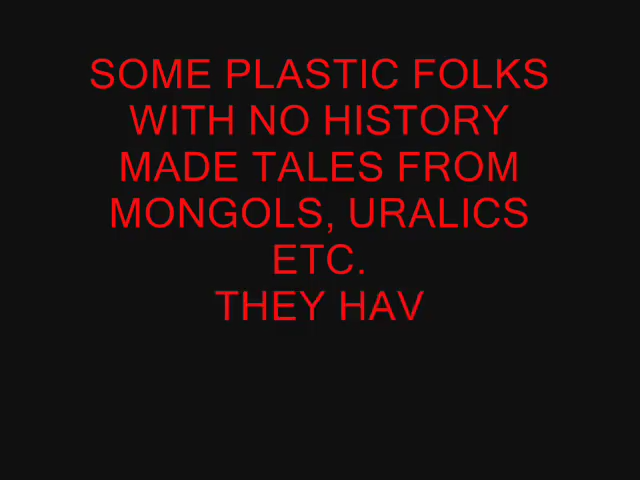 SOME PLASTIC FOLKS
WITH NO HISTORY
MADE TALES FROM
MONGOLS, URALICS
ETC.
THEY HAV